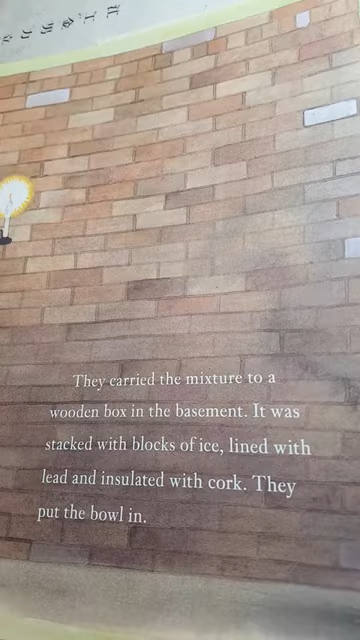 They carried the mixture to a
wooden box in the basement. It was
stacked with blocks of ice, lined with
lead and insulated with cork. They
put the bowl in.